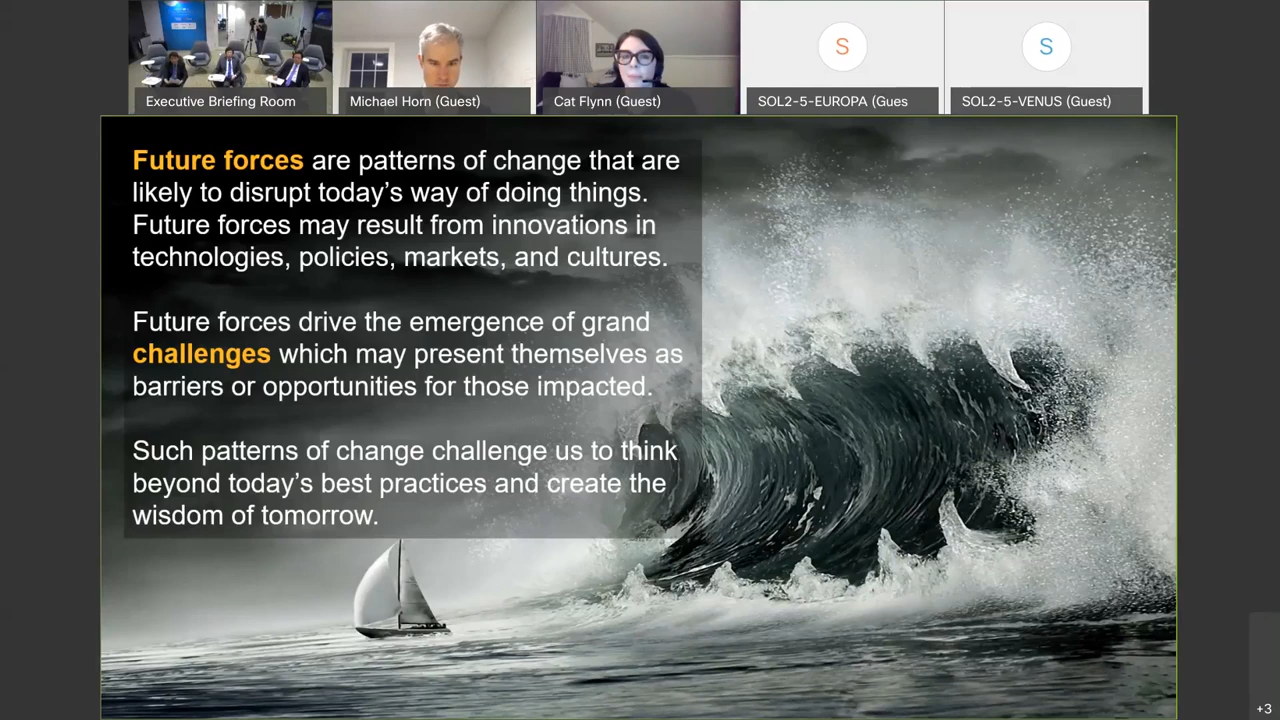 Executive Briefing Room
Michael Horn (Guest)
Cat Flynn (Guest)
S
SOL2-5-EUROPA (Gues
S
SOL2-5-VENUS (Guest)
Future forces are patterns of change that are
likely to disrupt today’s way of doing things.
Future forces may result from innovations in
technologies, policies, markets, and cultures.
Future forces drive the emergence of grand
challenges which may present themselves as
barriers or opportunities for those impacted.
Such patterns of change challenge us to think
beyond today’s best practices and create the
wisdom of tomorrow.
+3